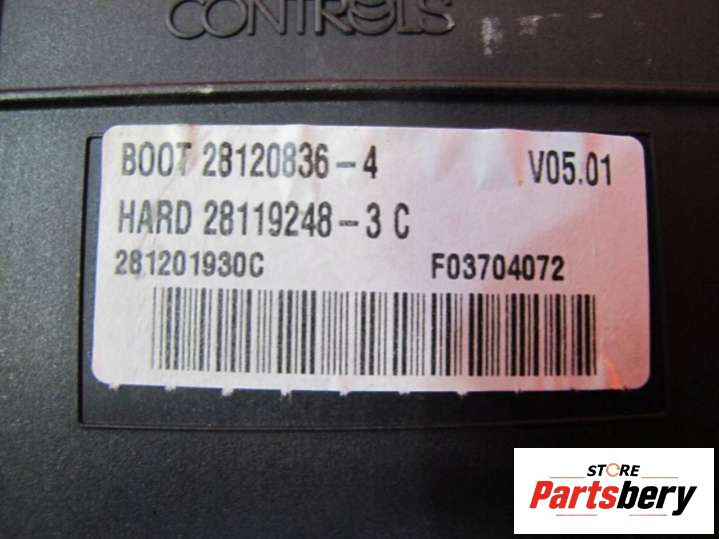 CONTROLS
BOOT 28120836-4 V05.01
HARD 28119248-3 C
281201930C F03704072
STORE
Partsbery